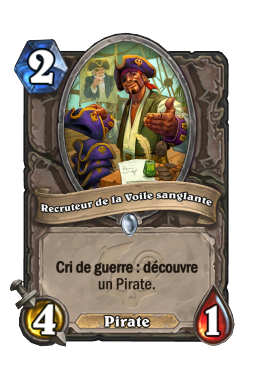 2
Recruteur de la Voile sanglante
Cri de guerre : découvre
un Pirate.
4
Pirate
1